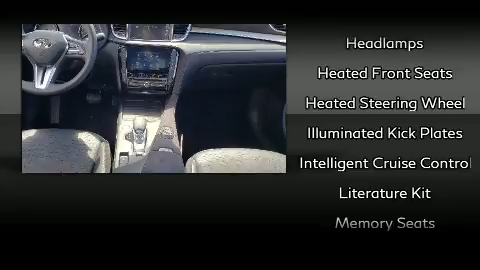 Headlamps
Heated Front Seats
Heated Steering Wheel
Illuminated Kick Plates
Intelligent Cruise Control
Literature Kit
Memory Seats